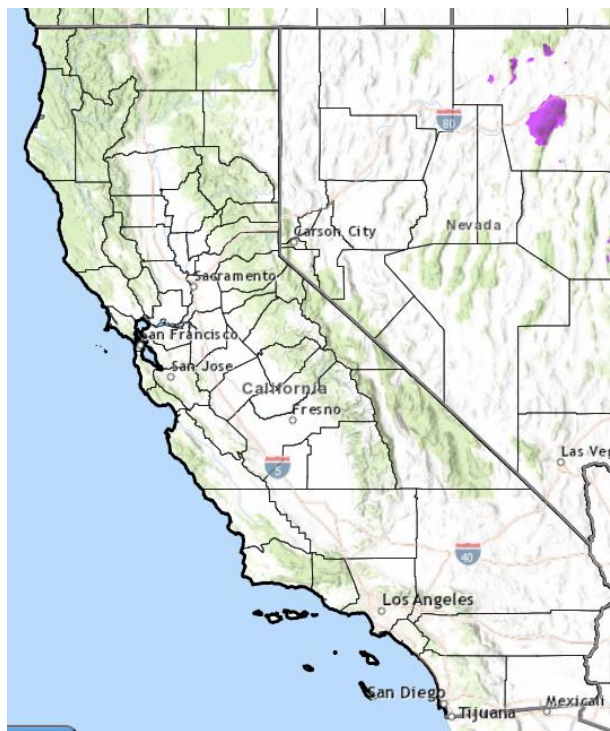 80
Nevada
Carson City
Sacramento
San Francisco
San Jose
California
Fresno
5
Las Veg
40
Los Angeles
San Diego
Tijuana
Mexicali